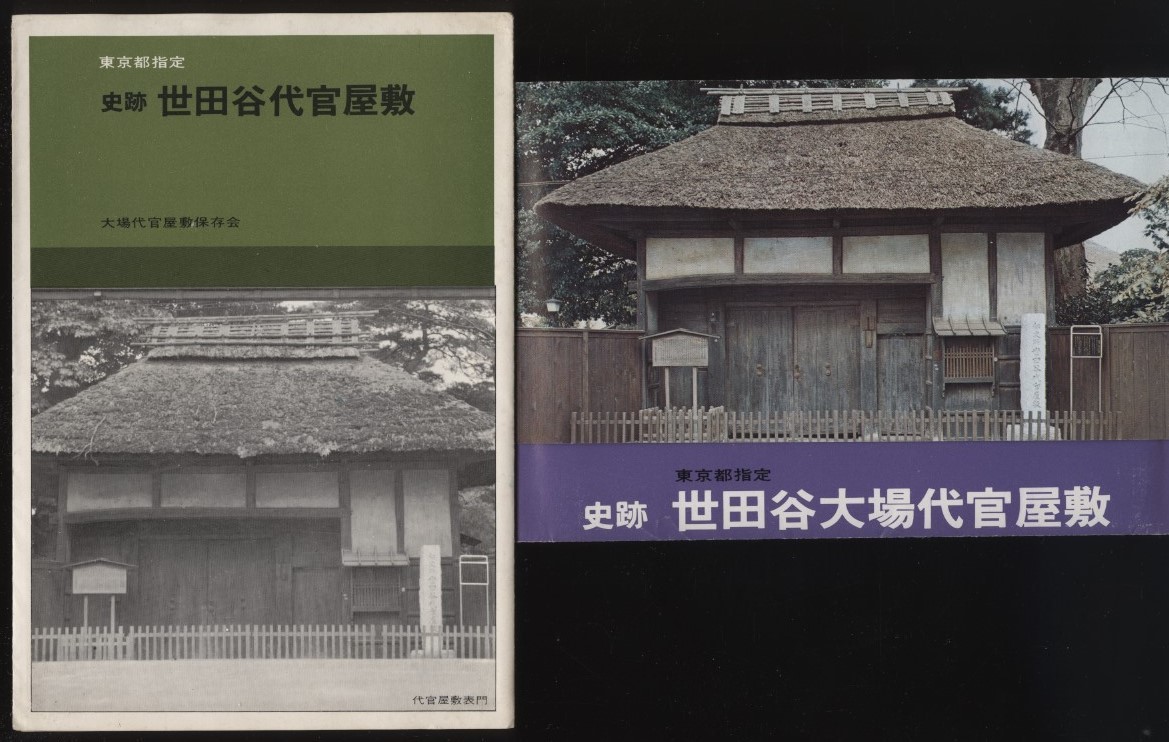 東京都指定
史跡 世田谷代官屋敷
大場代官屋敷保存会
代官屋敷表門
東京都指定
史跡 世田谷大場代官屋敷